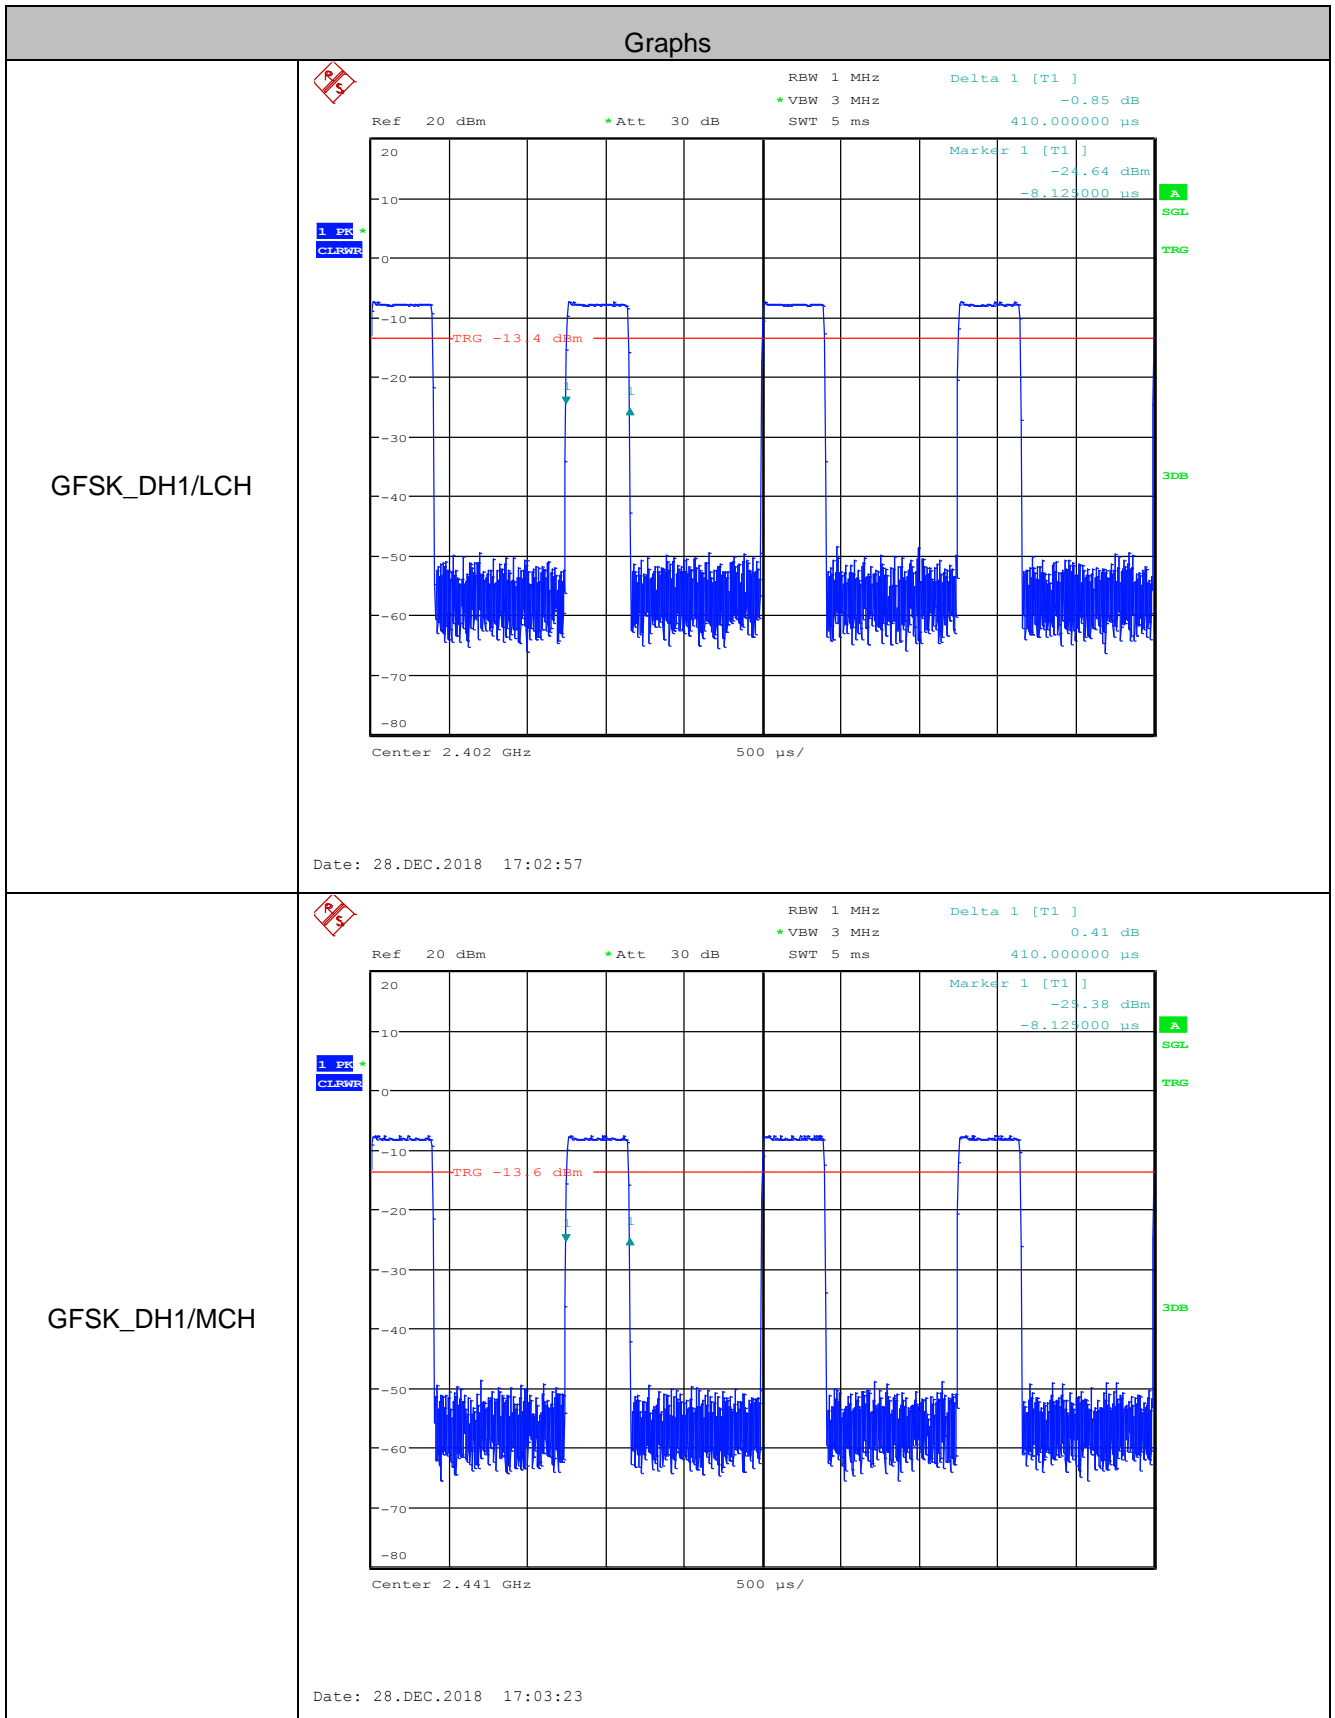 Graphs
GFSK_DH1/LCH
R S
RBW 1 MHz Delta 1 [T1 ]
* VBW 3 MHz -0.85 dB
Ref 20 dBm * Att 30 dB SWT 5 ms 410.000000 µs
20 Marker 1 [T1 ]
-24.64 dBm
10 -8.125000 µs A
SGL
1 PK *
CLRWR TRG
0
-10
TRG -13.4 dBm
-20
1 1
-30
3DB
-40
-50
-60
-70
-80
Center 2.402 GHz 500 µs/
Date: 28.DEC.2018 17:02:57
GFSK_DH1/MCH
R S
RBW 1 MHz Delta 1 [T1 ]
* VBW 3 MHz 0.41 dB
Ref 20 dBm * Att 30 dB SWT 5 ms 410.000000 µs
20 Marker 1 [T1 ]
-25.38 dBm
10 -8.125000 µs A
SGL
1 PK *
CLRWR TRG
0
-10
TRG -13.6 dBm
-20
1 1
-30
3DB
-40
-50
-60
-70
-80
Center 2.441 GHz 500 µs/
Date: 28.DEC.2018 17:03:23